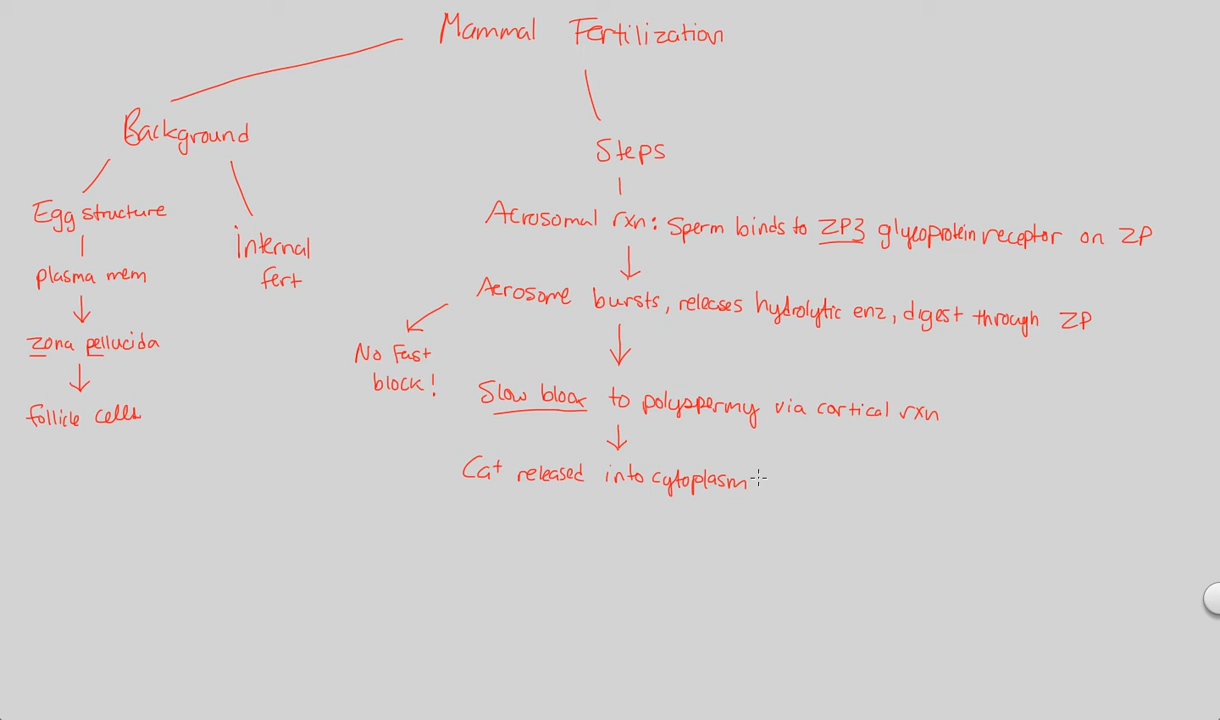 Mammal Fertilization
Background
Steps
Egg structure
Internal
fert
plasma mem
zona pellucida
follicle cells
Acrosomal rxn: Sperm binds to ZP3 glycoprotein receptor on ZP
Acrosome bursts, releases hydrolytic enz, digest through ZP
No Fast
block!
Slow block to polyspermy via cortical rxn
Ca+ released into cytoplasm